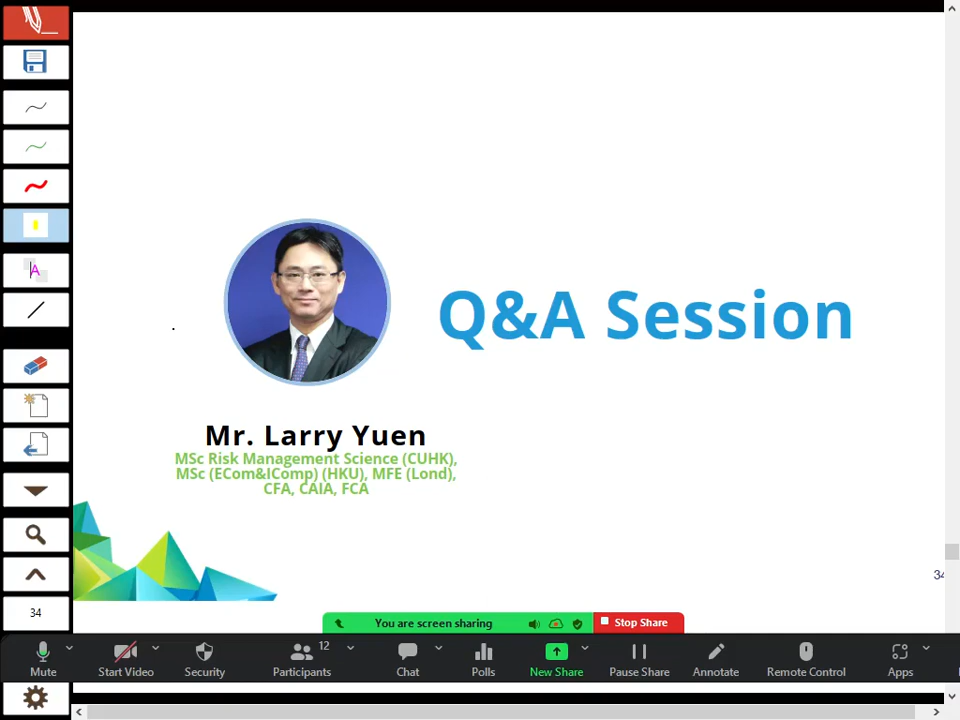 A
Q&A Session
Mr. Larry Yuen
MSc Risk Management Science (CUHK),
MSc (ECom&IComp) (HKU), MFE (Lond),
CFA, CAIA, FCA
34
34
You are screen sharing
Stop Share
12
Mute
Start Video
Security
Participants
Chat
Polls
New Share
Pause Share
Annotate
Remote Control
Apps